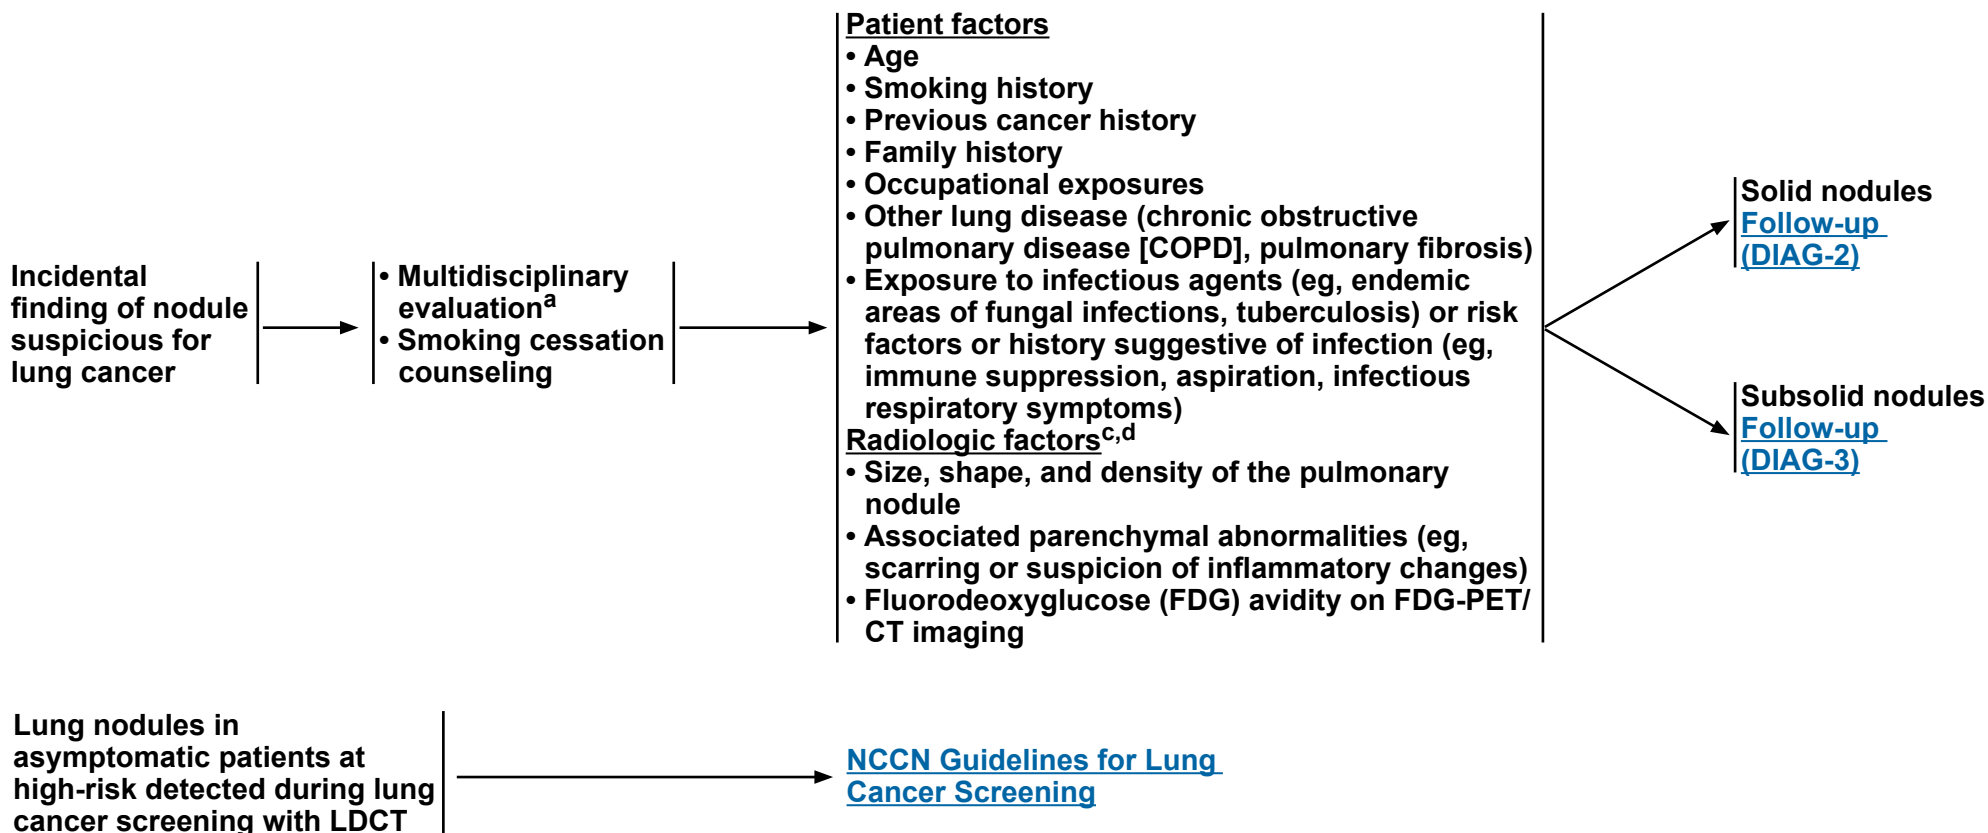 Incidental
finding of nodule
suspicious for
lung cancer
• Multidisciplinary
evaluationa
• Smoking cessation
counseling
Patient factors
• Age
• Smoking history
• Previous cancer history
• Family history
• Occupational exposures
• Other lung disease (chronic obstructive
pulmonary disease [COPD], pulmonary fibrosis)
• Exposure to infectious agents (eg, endemic
areas of fungal infections, tuberculosis) or risk
factors or history suggestive of infection (eg,
immune suppression, aspiration, infectious
respiratory symptoms)
Radiologic factorsc,d
• Size, shape, and density of the pulmonary
nodule
• Associated parenchymal abnormalities (eg,
scarring or suspicion of inflammatory changes)
• Fluorodeoxyglucose (FDG) avidity on FDG-PET/
CT imaging
Solid nodules
Follow-up
(DIAG-2)
Subsolid nodules
Follow-up
(DIAG-3)
Lung nodules in
asymptomatic patients at
high-risk detected during lung
cancer screening with LDCT
NCCN Guidelines for Lung
Cancer Screening